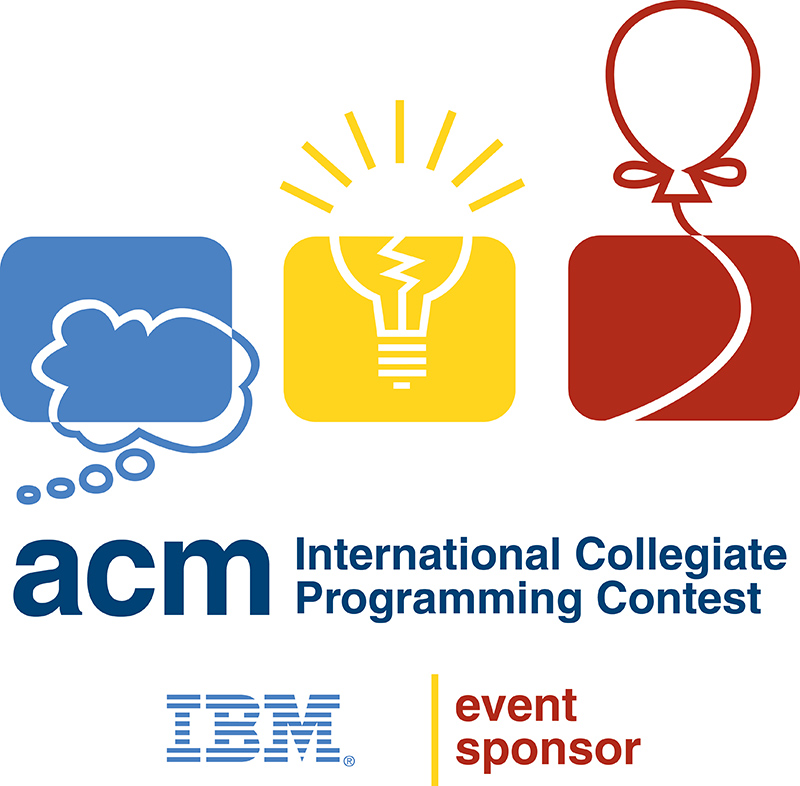 acm
International Collegiate
Programming Contest
IBM®
event
sponsor